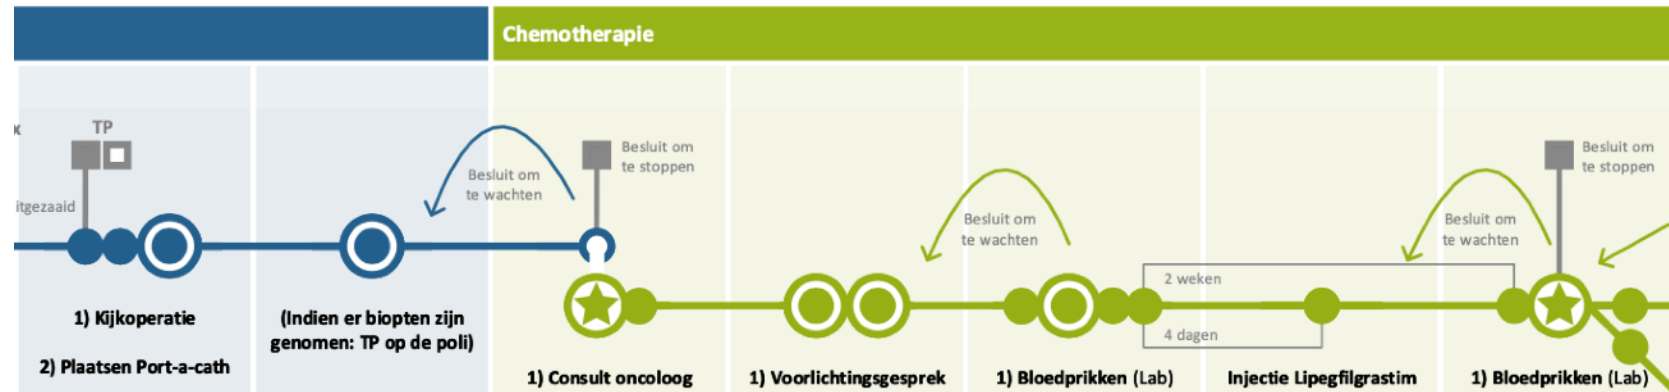 Chemotherapie
x
TP
itgezaaid
Besluit om
te wachten
Besluit om
te stoppen
Besluit om
te wachten
Besluit om
te wachten
Besluit om
te stoppen
2 weken
4 dagen
1) Kijkoperatie
2) Plaatsen Port-a-cath
(Indien er biopten zijn
genomen: TP op de poli)
1) Consult oncoloog
1) Voorlichtingsgesprek
1) Bloedprikken (Lab)
Injectie Lipegfilgrastim
1) Bloedprikken (Lab)